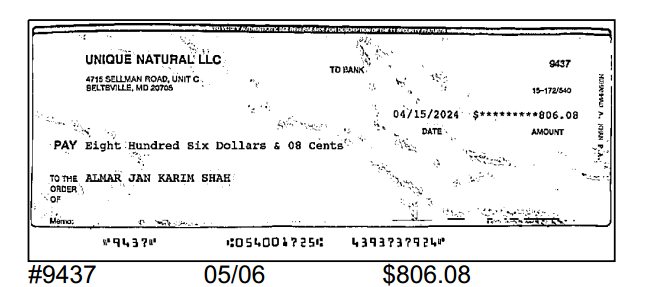 TO VERIFY AUTHENTICITY, SEE REVERSE SIDE FOR DESCRIPTION OF THE 11 SECURITY FEATURES
UNIQUE NATURAL LLC
4715 SELLMAN ROAD, UNIT C
BELTSVILLE, MD 20705
TD BANK
9437
15-172/540
04/15/2024 $*********806.08
DATE AMOUNT
PAY Eight Hundred Six Dollars & 08 Cents
TO THE
ORDER
OF
ALMAR JAN KARIM SHAH
Memo:
⑈9437⑈ ⑆054001725⑆ 4393737924⑈
#9437 05/06 $806.08